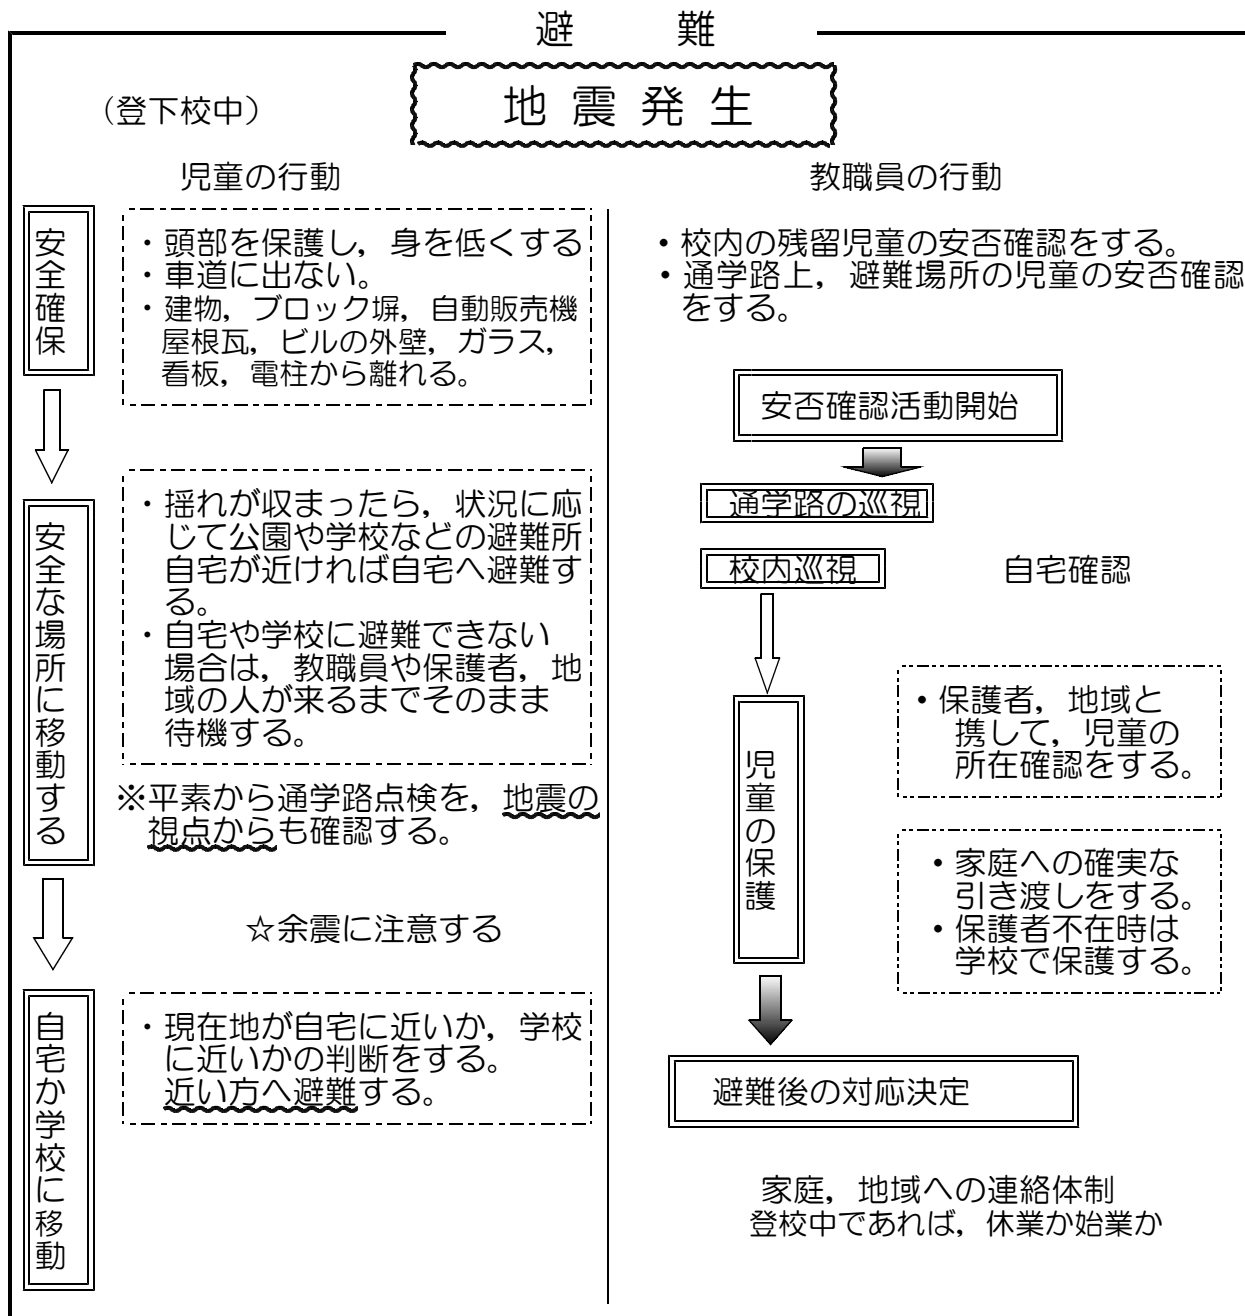 避　難
地震発生
（登下校中）
児童の行動
安全確保
・頭部を保護し，身を低くする
・車道に出ない。
・建物，ブロック塀，自動販売機
屋根瓦，ビルの外壁，ガラス，
看板，電柱から離れる。
安全な場所に移動する
・揺れが収まったら，状況に応
じて公園や学校などの避難所
自宅が近ければ自宅へ避難す
る。
・自宅や学校に避難できない
場合は，教職員や保護者，地
域の人が来るまでそのまま
待機する。
※平素から通学路点検を，地震の
視点からも確認する。
☆余震に注意する
自宅か学校に移動
・現在地が自宅に近いか，学校
に近いかの判断をする。
近い方へ避難する。
教職員の行動
・校内の残留児童の安否確認をする。
・通学路上，避難場所の児童の安否確認
をする。
安否確認活動開始
通学路の巡視
校内巡視
自宅確認
児童の保護
・保護者，地域と
携して，児童の
所在確認をする。
・家庭への確実な
引き渡しをする。
・保護者不在時は
学校で保護する。
避難後の対応決定
家庭，地域への連絡体制
登校中であれば，休業か始業か